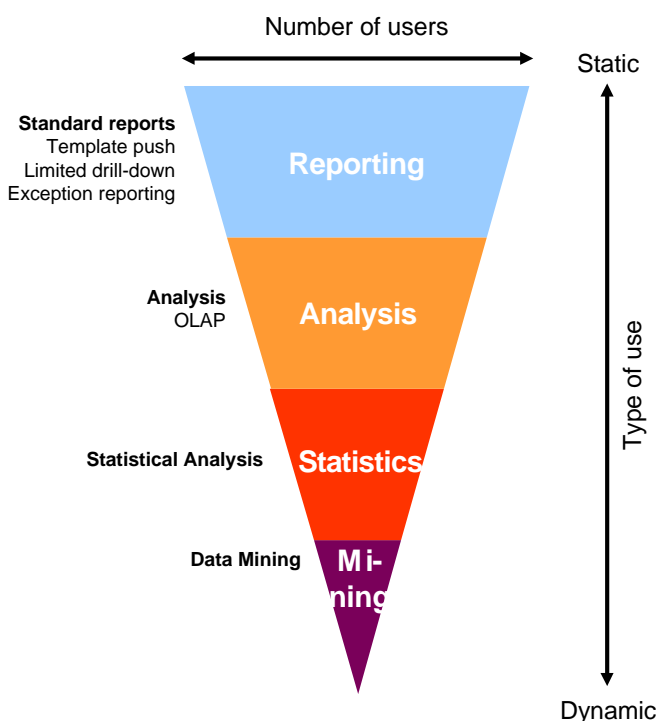 Number of users
Static
Standard reports
Template push
Limited drill-down
Exception reporting
Reporting
Analysis
OLAP
Analysis
Type of use
Statistical Analysis
Statistics
Data Mining
Mi-
ning
Dynamic